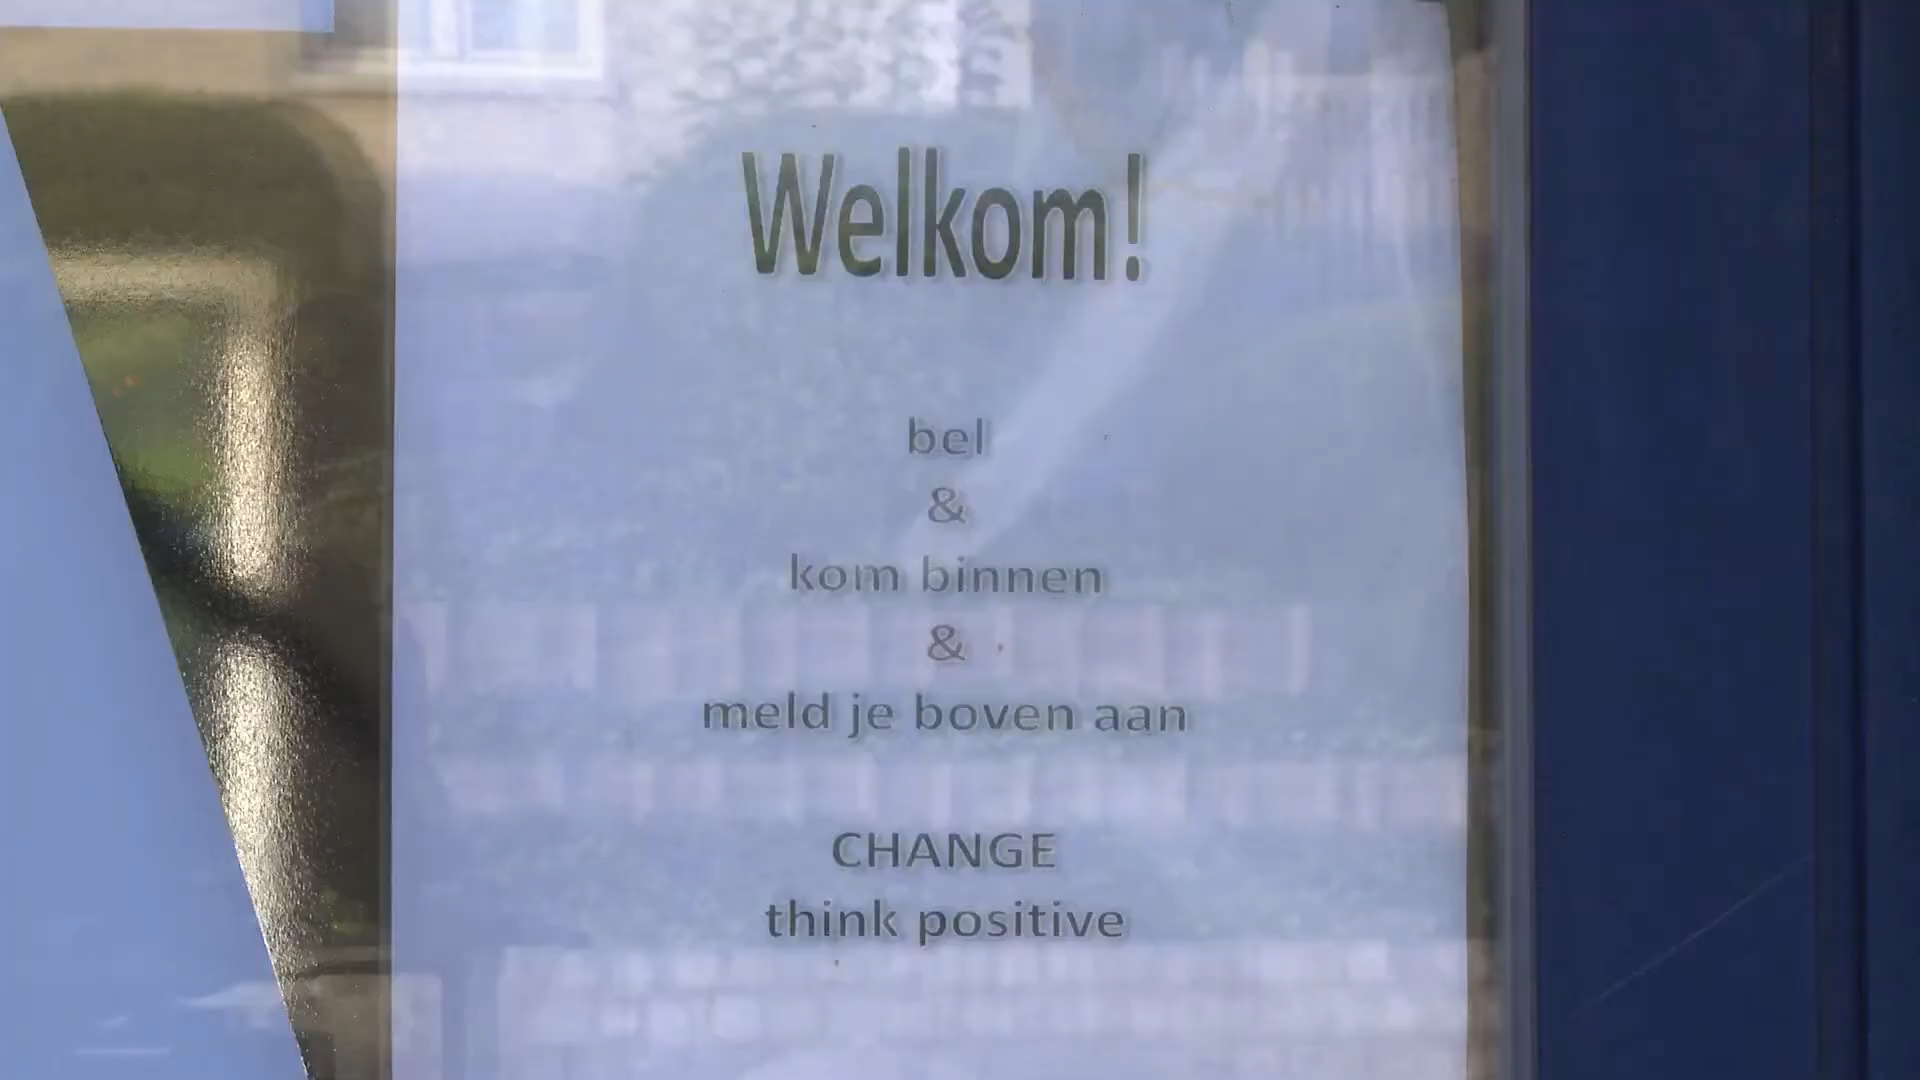 Welkom!
bel
&
kom binnen
&
meld je boven aan
CHANGE
think positive